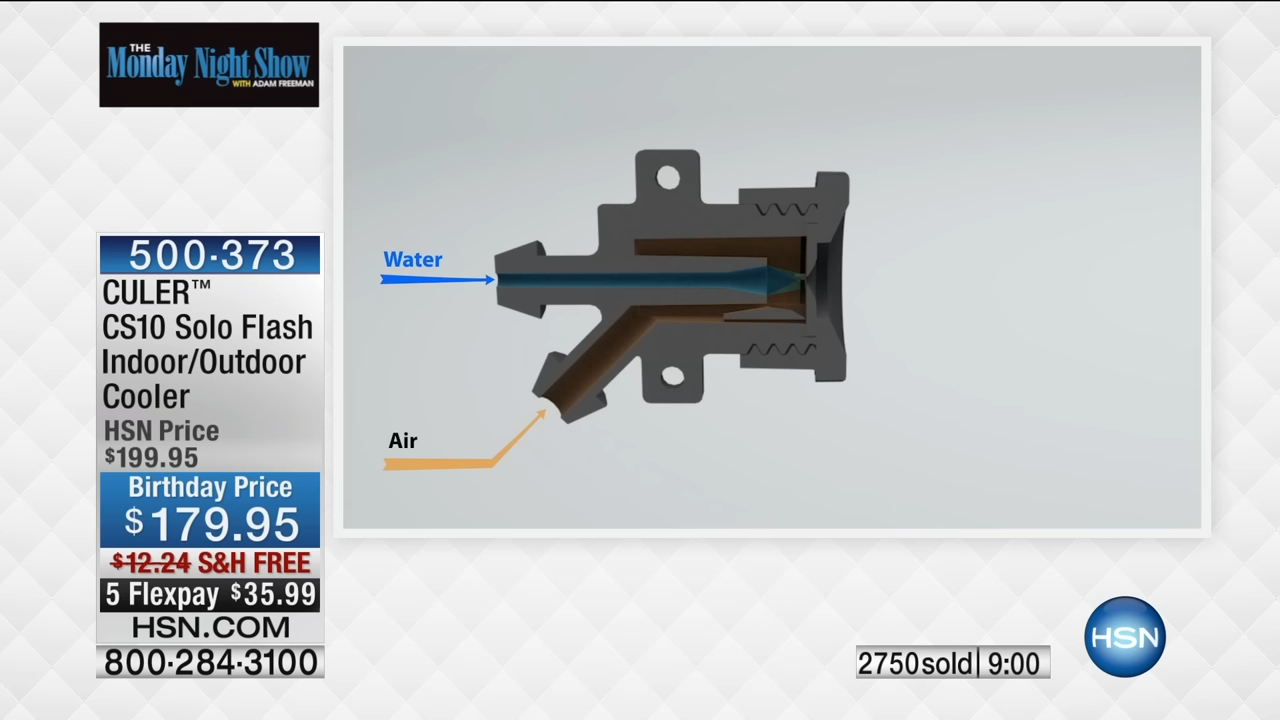 THE
Monday Night Show
WITH ADAM FREEMAN
500·373
CULER™
CS10 Solo Flash
Indoor/Outdoor
Cooler
HSN Price
$199.95
Birthday Price
$179.95
$12.24 S&H FREE
5 Flexpay $35.99
HSN.COM
800·284·3100
Water
Air
2750sold 9:00
HSN